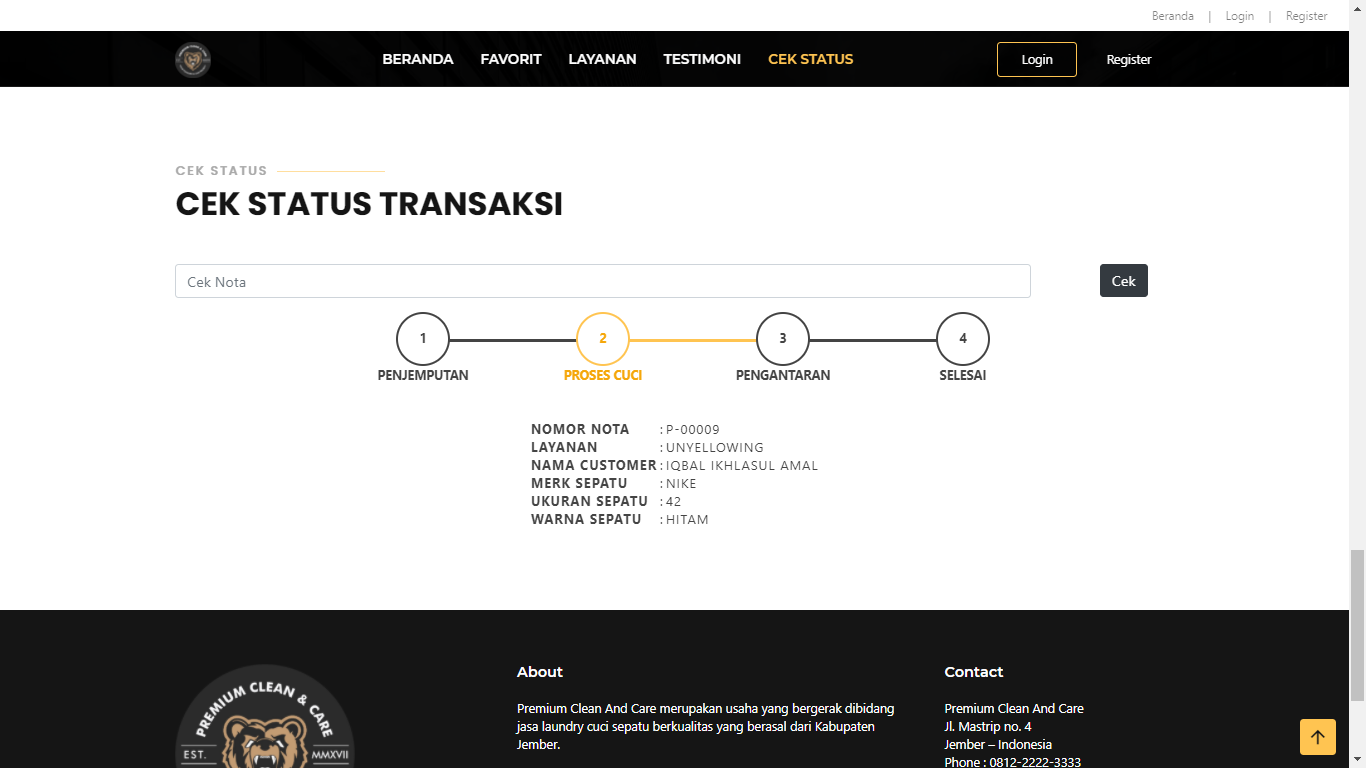 Beranda | Login | Register
BERANDA FAVORIT LAYANAN TESTIMONI CEK STATUS Login Register
CEK STATUS
CEK STATUS TRANSAKSI
Cek Nota Cek
1 2 3 4
PENJEMPUTAN PROSES CUCI PENGANTARAN SELESAI
NOMOR NOTA : P-00009
LAYANAN : UNYELLOWING
NAMA CUSTOMER : IQBAL IKHLASUL AMAL
MERK SEPATU : NIKE
UKURAN SEPATU : 42
WARNA SEPATU : HITAM
PREMIUM CLEAN & CARE
EST. MMXVII
About
Premium Clean And Care merupakan usaha yang bergerak dibidang
jasa laundry cuci sepatu berkualitas yang berasal dari Kabupaten
Jember.
Contact
Premium Clean And Care
Jl. Mastrip no. 4
Jember – Indonesia
Phone : 0812-2222-3333